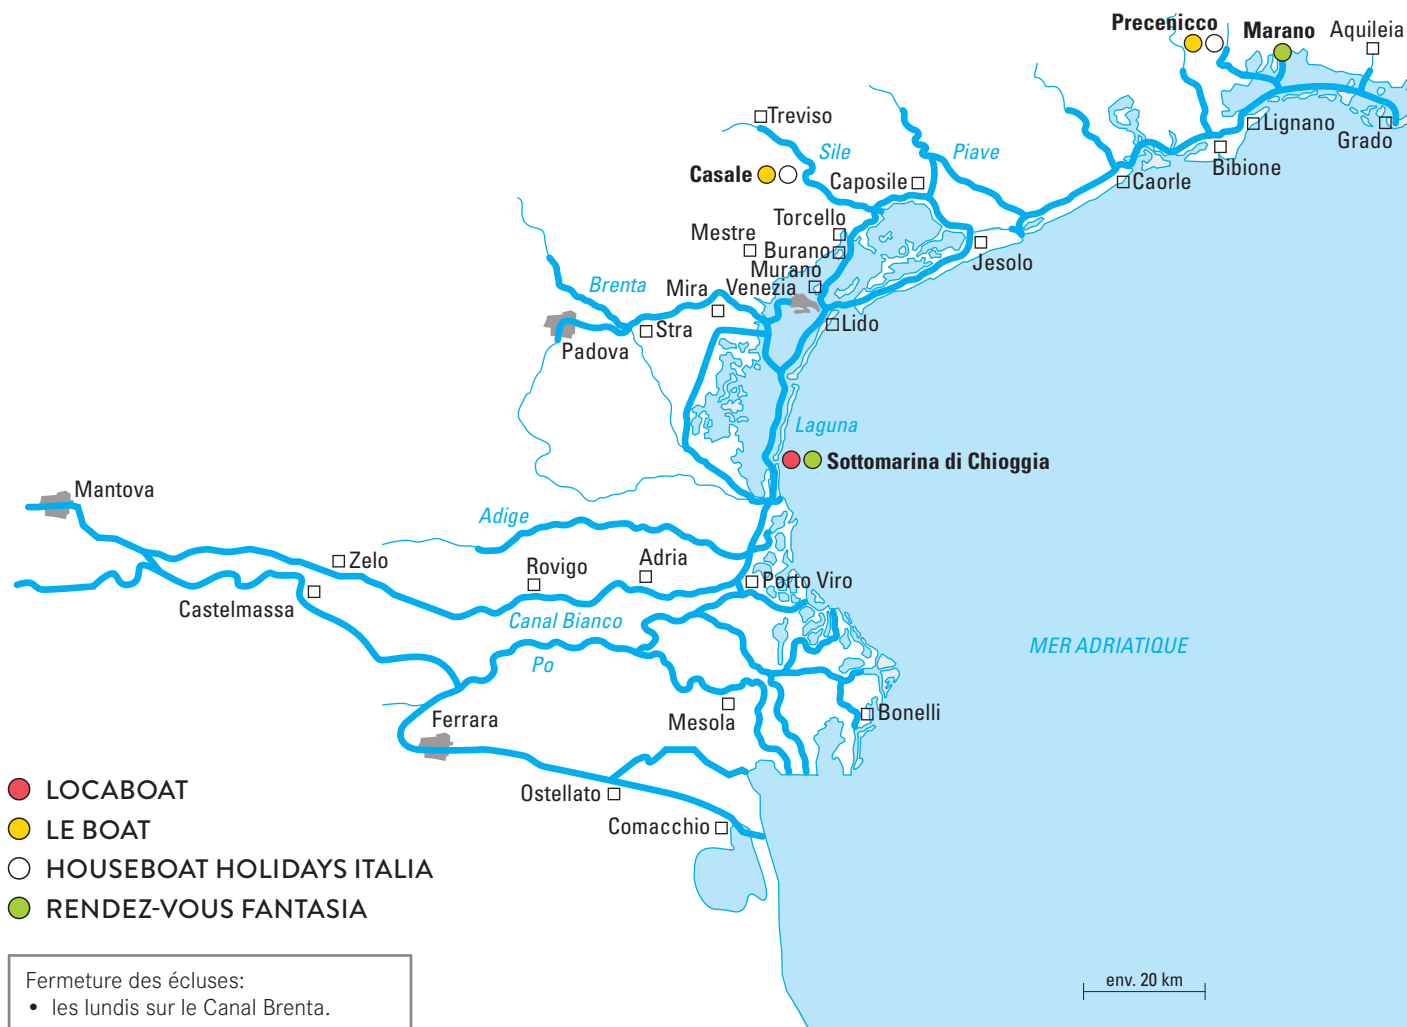 Precenicco
Marano
Aquileia
Treviso
Lignano
Grado
Sile
Piave
Bibione
Casale
Caposile
Caorle
Torcello
Mestre
Burano
Jesolo
Murano
Brenta
Mira
Venezia
Stra
Lido
Padova
Laguna
Sottomarina di Chioggia
Mantova
Adige
Zelo
Rovigo
Adria
Porto Viro
Castelmassa
Canal Bianco
MER ADRIATIQUE
Po
Mesola
Bonelli
Ferrara
LOCABOAT
Ostellato
LE BOAT
Comacchio
HOUSEBOAT HOLIDAYS ITALIA
RENDEZ-VOUS FANTASIA
Fermeture des écluses:
• les lundis sur le Canal Brenta.
env. 20 km